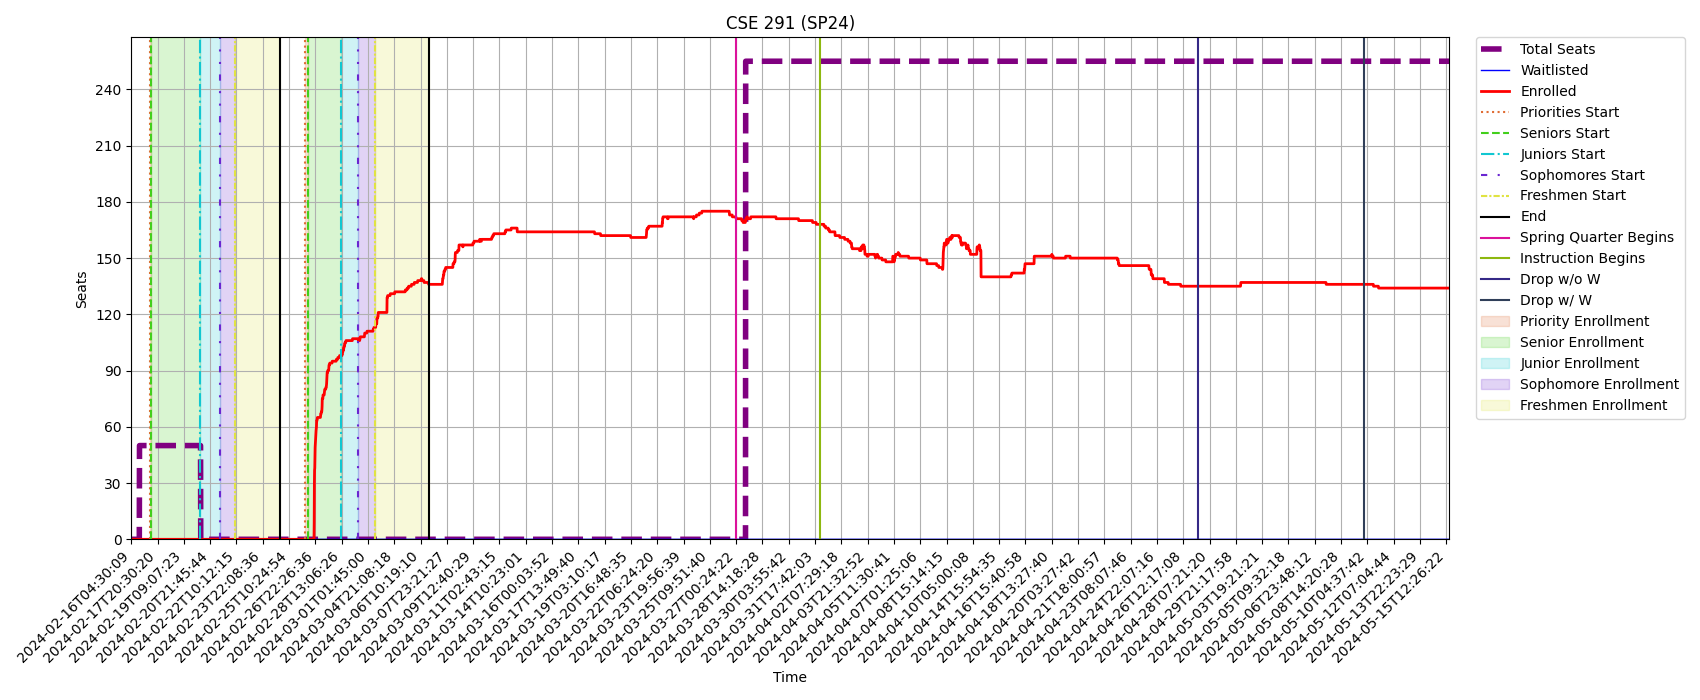 CSE 291 (SP24)
Seats
240
210
180
150
120
90
60
30
0
2024-02-16T04:30:09
2024-02-17T20:30:20
2024-02-19T09:07:23
2024-02-20T21:45:44
2024-02-22T10:12:15
2024-02-23T22:08:36
2024-02-25T10:24:54
2024-02-26T22:26:36
2024-02-28T13:06:26
2024-03-01T01:45:00
2024-03-04T21:08:18
2024-03-06T10:19:10
2024-03-07T23:21:27
2024-03-09T12:40:29
2024-03-11T02:43:15
2024-03-14T10:23:01
2024-03-16T00:03:52
2024-03-17T13:49:40
2024-03-19T03:10:17
2024-03-20T16:48:35
2024-03-22T06:24:20
2024-03-23T19:56:39
2024-03-25T09:51:40
2024-03-27T00:24:22
2024-03-28T14:18:28
2024-03-30T03:55:42
2024-03-31T17:42:03
2024-04-02T07:29:18
2024-04-03T21:32:52
2024-04-05T11:30:41
2024-04-07T01:25:06
2024-04-08T15:14:15
2024-04-10T05:00:08
2024-04-14T15:54:35
2024-04-16T15:40:58
2024-04-18T13:27:40
2024-04-20T03:27:42
2024-04-21T18:00:57
2024-04-23T08:07:46
2024-04-24T22:07:16
2024-04-26T12:17:08
2024-04-28T07:21:20
2024-04-29T21:17:58
2024-05-03T19:21:21
2024-05-05T09:32:18
2024-05-06T23:48:12
2024-05-08T14:20:28
2024-05-10T04:37:42
2024-05-12T07:04:44
2024-05-13T22:23:29
2024-05-15T12:26:22
Time
Total Seats
Waitlisted
Enrolled
Priorities Start
Seniors Start
Juniors Start
Sophomores Start
Freshmen Start
End
Spring Quarter Begins
Instruction Begins
Drop w/o W
Drop w/ W
Priority Enrollment
Senior Enrollment
Junior Enrollment
Sophomore Enrollment
Freshmen Enrollment